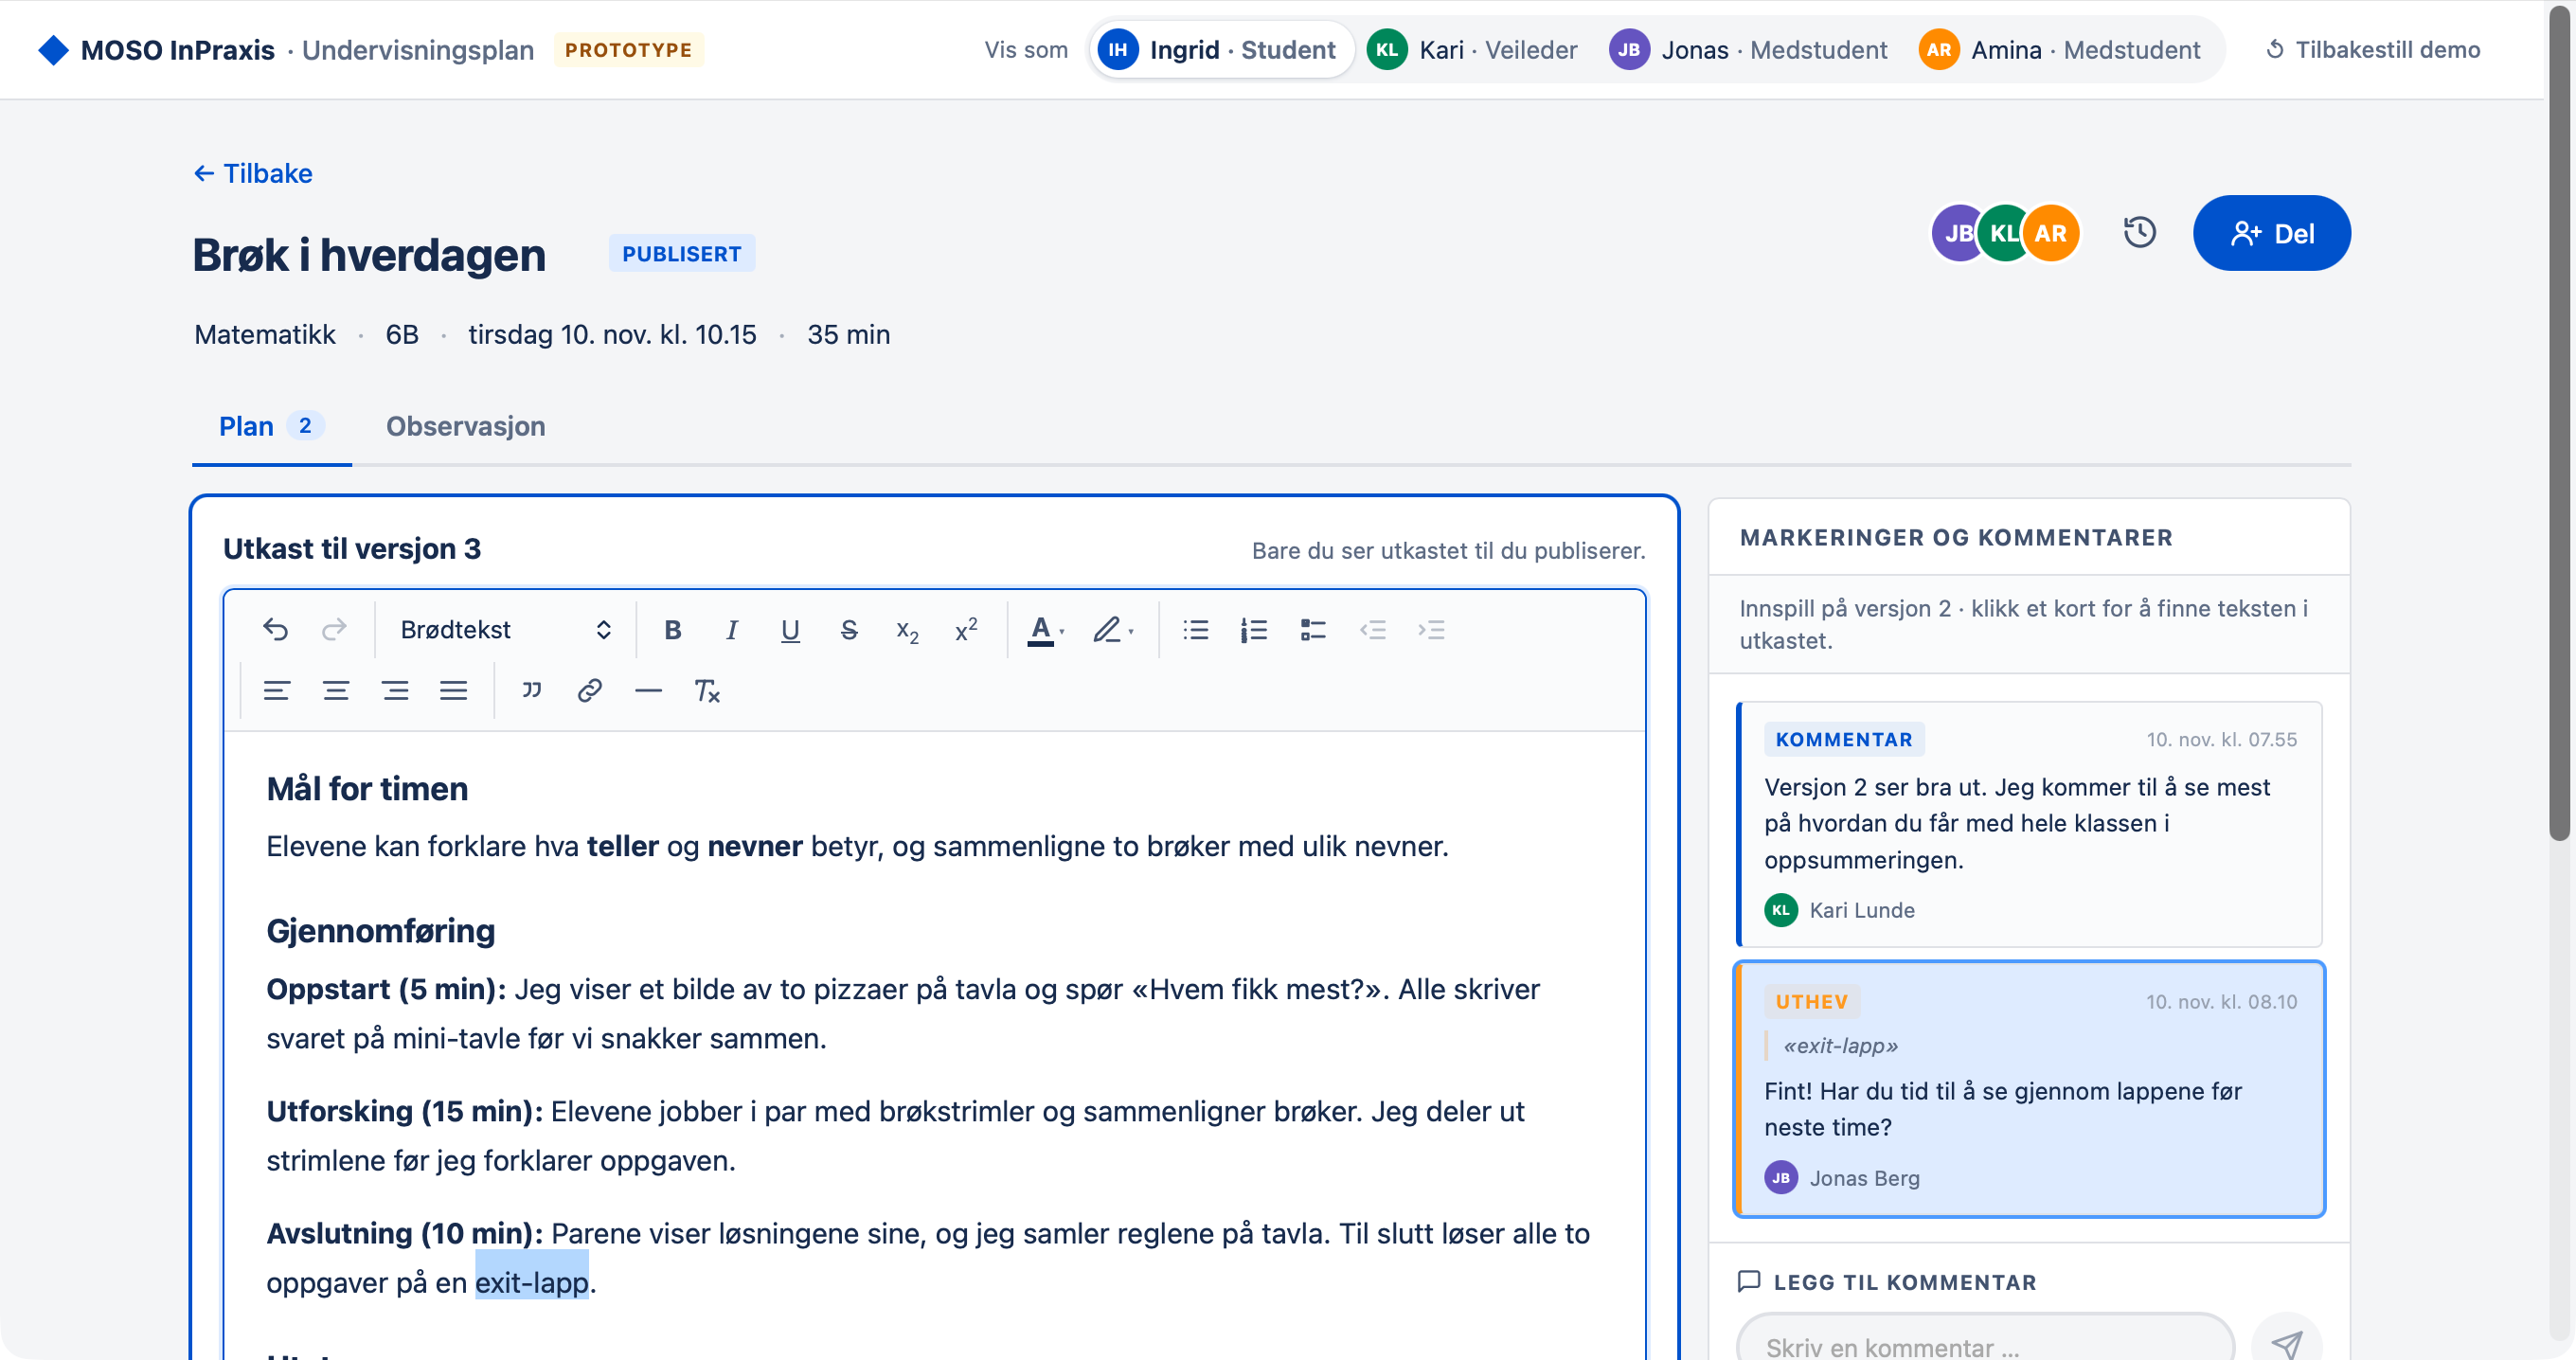 MOSO InPraxis · Undervisningsplan PROTOTYPE
Vis som IH Ingrid · Student KL Kari · Veileder JB Jonas · Medstudent AR Amina · Medstudent Tilbakestill demo
← Tilbake
Brøk i hverdagen PUBLISERT
JB KL AR Del
Matematikk · 6B · tirsdag 10. nov. kl. 10.15 · 35 min
Plan 2 Observasjon
Utkast til versjon 3
Bare du ser utkastet til du publiserer.
Brødtekst B I U S x2 x2 A
Tx
Mål for timen
Elevene kan forklare hva teller og nevner betyr, og sammenligne to brøker med ulik nevner.
Gjennomføring
Oppstart (5 min): Jeg viser et bilde av to pizzaer på tavla og spør «Hvem fikk mest?». Alle skriver
svaret på mini-tavle før vi snakker sammen.
Utforsking (15 min): Elevene jobber i par med brøkstrimler og sammenligner brøker. Jeg deler ut
strimlene før jeg forklarer oppgaven.
Avslutning (10 min): Parene viser løsningene sine, og jeg samler reglene på tavla. Til slutt løser alle to
oppgaver på en exit-lapp.
MARKERINGER OG KOMMENTARER
Innspill på versjon 2 · klikk et kort for å finne teksten i
utkastet.
KOMMENTAR 10. nov. kl. 07.55
Versjon 2 ser bra ut. Jeg kommer til å se mest
på hvordan du får med hele klassen i
oppsummeringen.
KL Kari Lunde
UTHEV 10. nov. kl. 08.10
«exit-lapp»
Fint! Har du tid til å se gjennom lappene før
neste time?
JB Jonas Berg
LEGG TIL KOMMENTAR
Skriv en kommentar ...